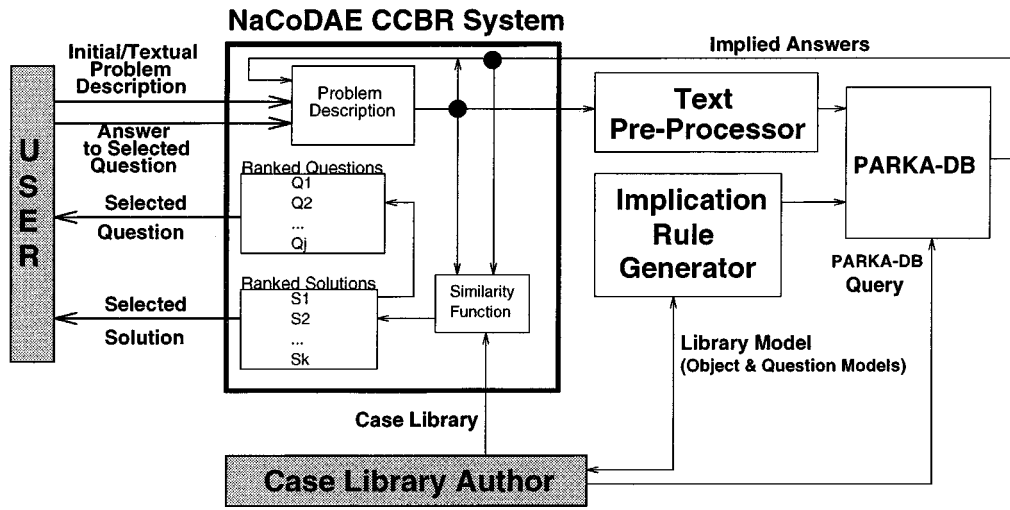 NaCoDAE CCBR System
Initial/Textual
Problem
Description
Answer
to Selected
Question
Selected
Question
Selected
Solution
U
S
E
R
Problem
Description
Ranked Questions
Q1
Q2
...
Qj
Ranked Solutions
S1
S2
...
Sk
Similarity
Function
Implied Answers
Text
Pre-Processor
Implication
Rule
Generator
PARKA-DB
PARKA-DB
Query
Library Model
(Object & Question Models)
Case Library
Case Library Author